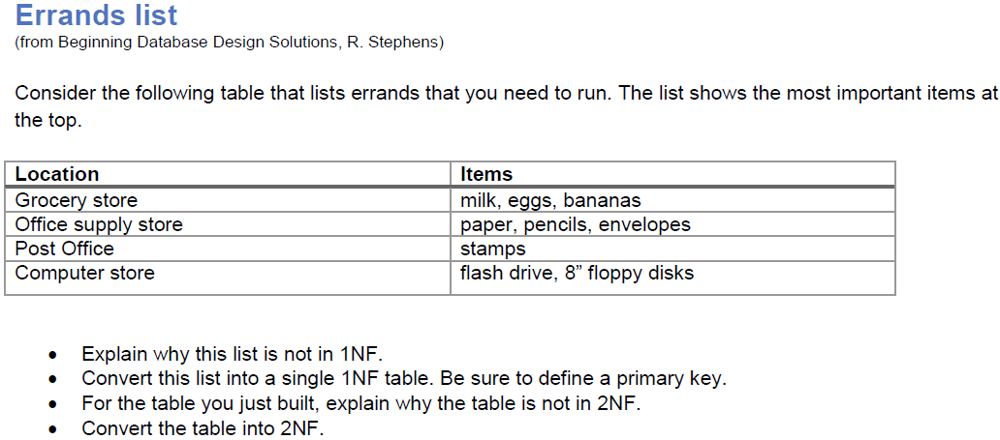 Errands list
(from Beginning Database Design Solutions, R. Stephens)
Consider the following table that lists errands that you need to run. The list shows the most important items at
the top.
Location Items
Grocery store milk, eggs, bananas
Office supply store paper, pencils, envelopes
Post Office stamps
Computer store flash drive, 8” floppy disks
• Explain why this list is not in 1NF.
• Convert this list into a single 1NF table. Be sure to define a primary key.
• For the table you just built, explain why the table is not in 2NF.
• Convert the table into 2NF.